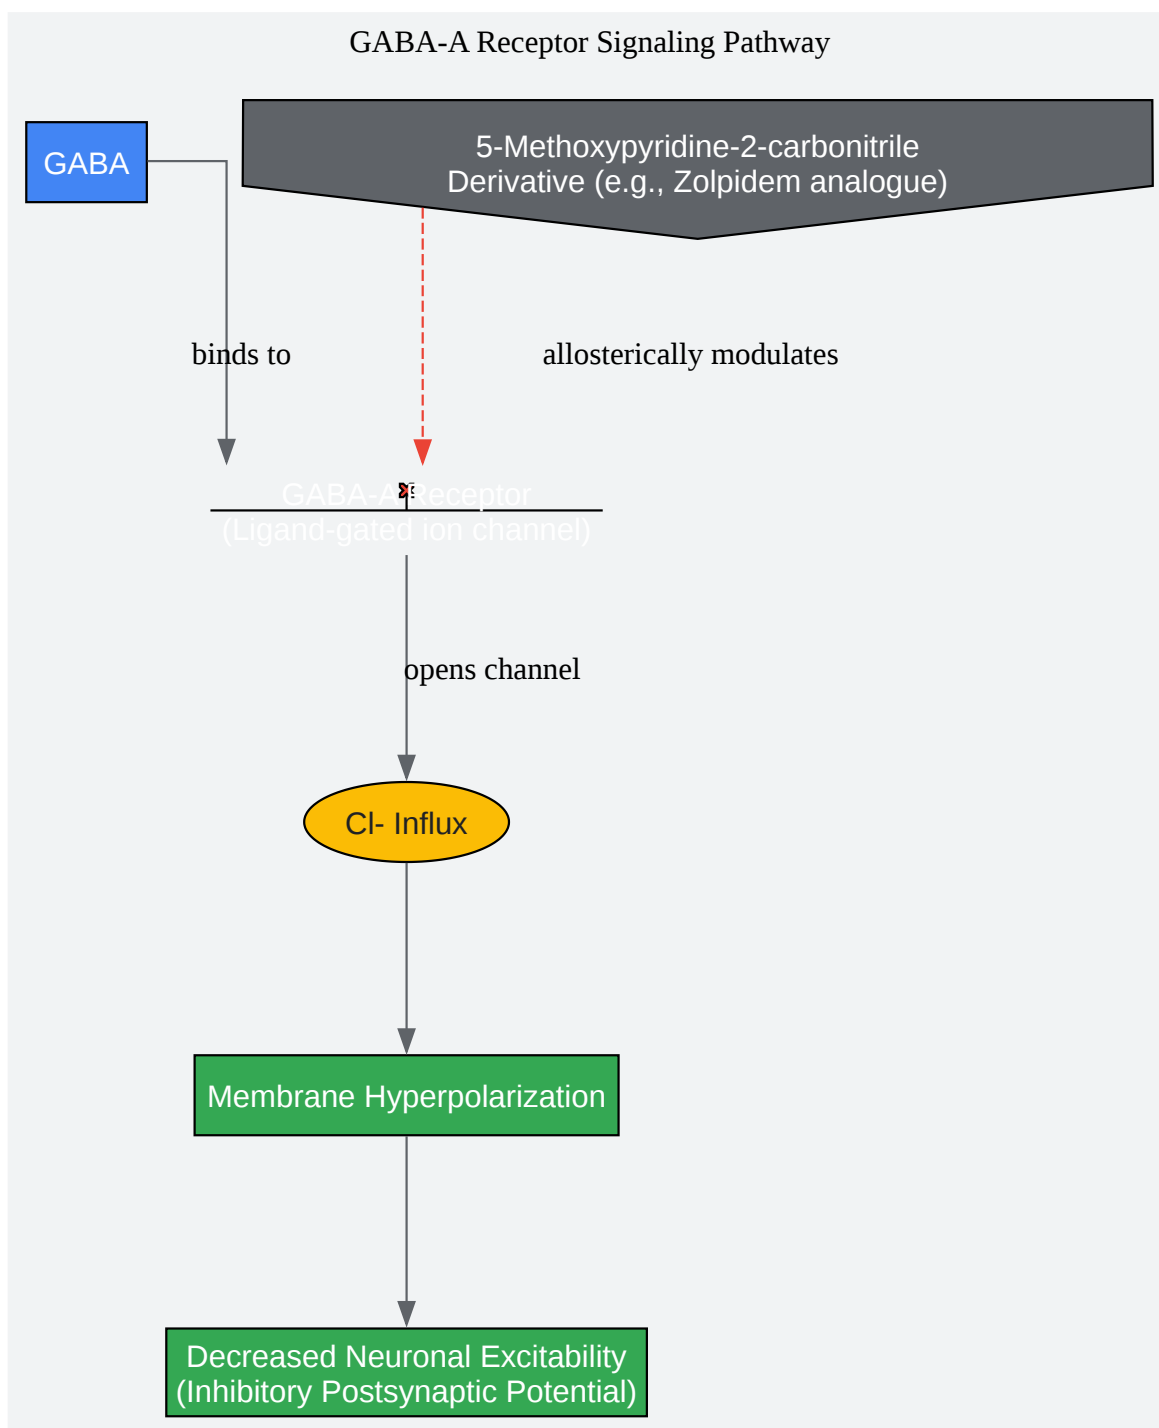 GABA-A Receptor Signaling Pathway
GABA
5-Methoxypyridine-2-carbonitrile
Derivative (e.g., Zolpidem analogue)
binds to
allosterically modulates
GABA-A Receptor
(Ligand-gated ion channel)
opens channel
Cl- Influx
Membrane Hyperpolarization
Decreased Neuronal Excitability
(Inhibitory Postsynaptic Potential)